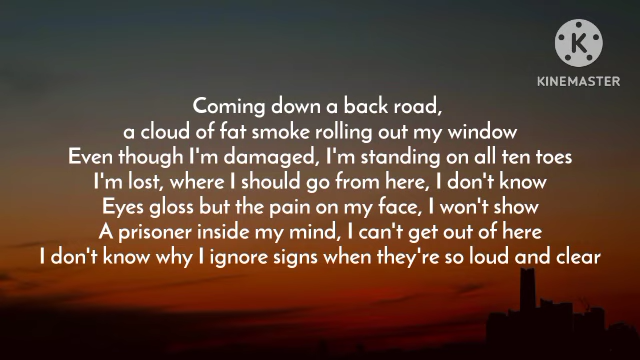 KINEMASTER
Coming down a back road,
a cloud of fat smoke rolling out my window
Even though I'm damaged, I'm standing on all ten toes
I'm lost, where I should go from here, I don't know
Eyes gloss but the pain on my face, I won't show
A prisoner inside my mind, I can't get out of here
I don't know why I ignore signs when they're so loud and clear